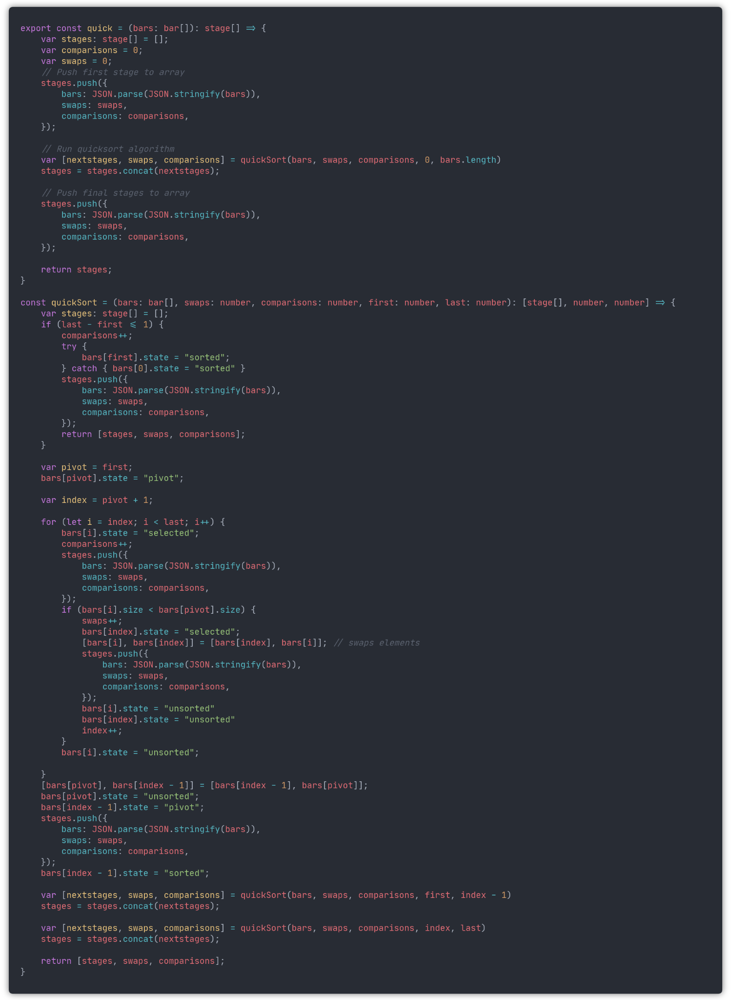 export const quick = (bars: bar[]): stage[] => {
    var stages: stage[] = [];
    var comparisons = 0;
    var swaps = 0;
    // Push first stage to array
    stages.push({
        bars: JSON.parse(JSON.stringify(bars)),
        swaps: swaps,
        comparisons: comparisons,
    });

    // Run quicksort algorithm
    var [nextstages, swaps, comparisons] = quickSort(bars, swaps, comparisons, 0, bars.length)
    stages = stages.concat(nextstages);

    // Push final stages to array
    stages.push({
        bars: JSON.parse(JSON.stringify(bars)),
        swaps: swaps,
        comparisons: comparisons,
    });

    return stages;
}

const quickSort = (bars: bar[], swaps: number, comparisons: number, first: number, last: number): [stage[], number, number] => {
    var stages: stage[] = [];
    if (last - first <= 1) {
        comparisons++;
        try {
            bars[first].state = "sorted";
        } catch { bars[0].state = "sorted" }
        stages.push({
            bars: JSON.parse(JSON.stringify(bars)),
            swaps: swaps,
            comparisons: comparisons,
        });
        return [stages, swaps, comparisons];
    }

    var pivot = first;
    bars[pivot].state = "pivot";

    var index = pivot + 1;

    for (let i = index; i < last; i++) {
        bars[i].state = "selected";
        comparisons++;
        stages.push({
            bars: JSON.parse(JSON.stringify(bars)),
            swaps: swaps,
            comparisons: comparisons,
        });
        if (bars[i].size < bars[pivot].size) {
            swaps++;
            bars[index].state = "selected";
            [bars[i], bars[index]] = [bars[index], bars[i]]; // swaps elements
            stages.push({
                bars: JSON.parse(JSON.stringify(bars)),
                swaps: swaps,
                comparisons: comparisons,
            });
            bars[i].state = "unsorted"
            bars[index].state = "unsorted"
            index++;
        }
        bars[i].state = "unsorted";

    }
    [bars[pivot], bars[index - 1]] = [bars[index - 1], bars[pivot]];
    bars[pivot].state = "unsorted";
    bars[index - 1].state = "pivot";
    stages.push({
        bars: JSON.parse(JSON.stringify(bars)),
        swaps: swaps,
        comparisons: comparisons,
    });
    bars[index - 1].state = "sorted";

    var [nextstages, swaps, comparisons] = quickSort(bars, swaps, comparisons, first, index - 1)
    stages = stages.concat(nextstages);

    var [nextstages, swaps, comparisons] = quickSort(bars, swaps, comparisons, index, last)
    stages = stages.concat(nextstages);

    return [stages, swaps, comparisons];
}